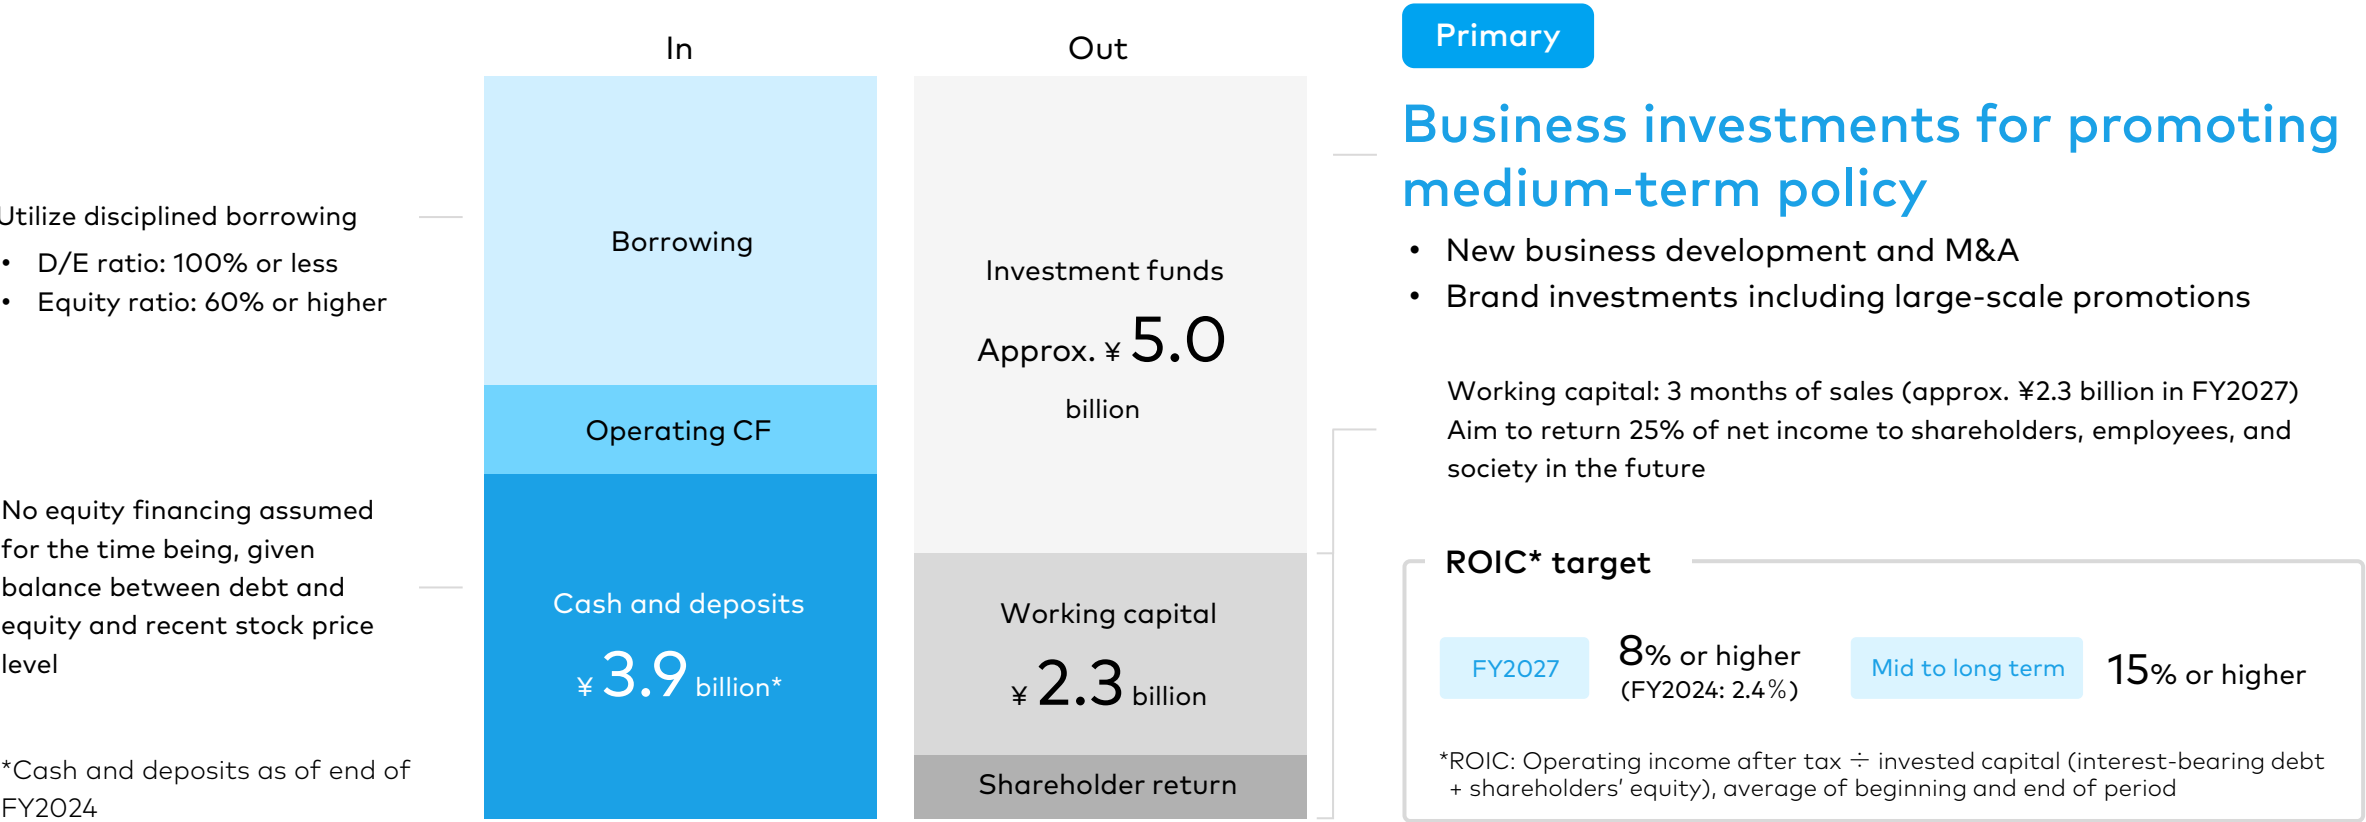 Utilize disciplined borrowing
• D/E ratio: 100% or less
• Equity ratio: 60% or higher
No equity financing assumed
for the time being, given
balance between debt and
equity and recent stock price
level
*Cash and deposits as of end of
FY2024
In
Borrowing
Operating CF
Cash and deposits
¥ 3.9 billion*
Out
Investment funds
Approx. ¥ 5.0
billion
Working capital
¥ 2.3 billion
Shareholder return
Primary
Business investments for promoting
medium-term policy
• New business development and M&A
• Brand investments including large-scale promotions
Working capital: 3 months of sales (approx. ¥2.3 billion in FY2027)
Aim to return 25% of net income to shareholders, employees, and
society in the future
ROIC* target
FY2027
8% or higher
(FY2024: 2.4%)
Mid to long term
15% or higher
*ROIC: Operating income after tax ÷ invested capital (interest-bearing debt
+ shareholders’ equity), average of beginning and end of period